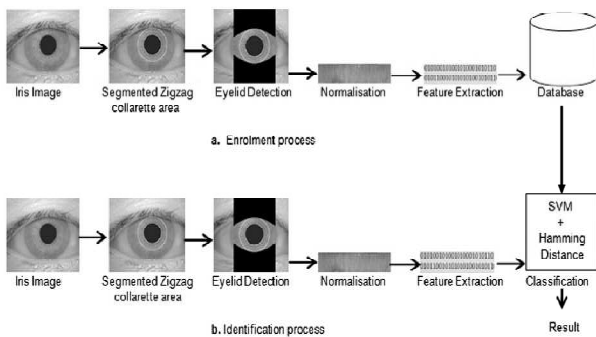 Iris Image
Segmented Zigzag
collarette area
Eyelid Detection
Normalisation
Feature Extraction
Database
a. Enrolment process
SVM
+
Hamming
Distance
Iris Image
Segmented Zigzag
collarette area
Eyelid Detection
Normalisation
Feature Extraction
Classification
b. Identification process
Result